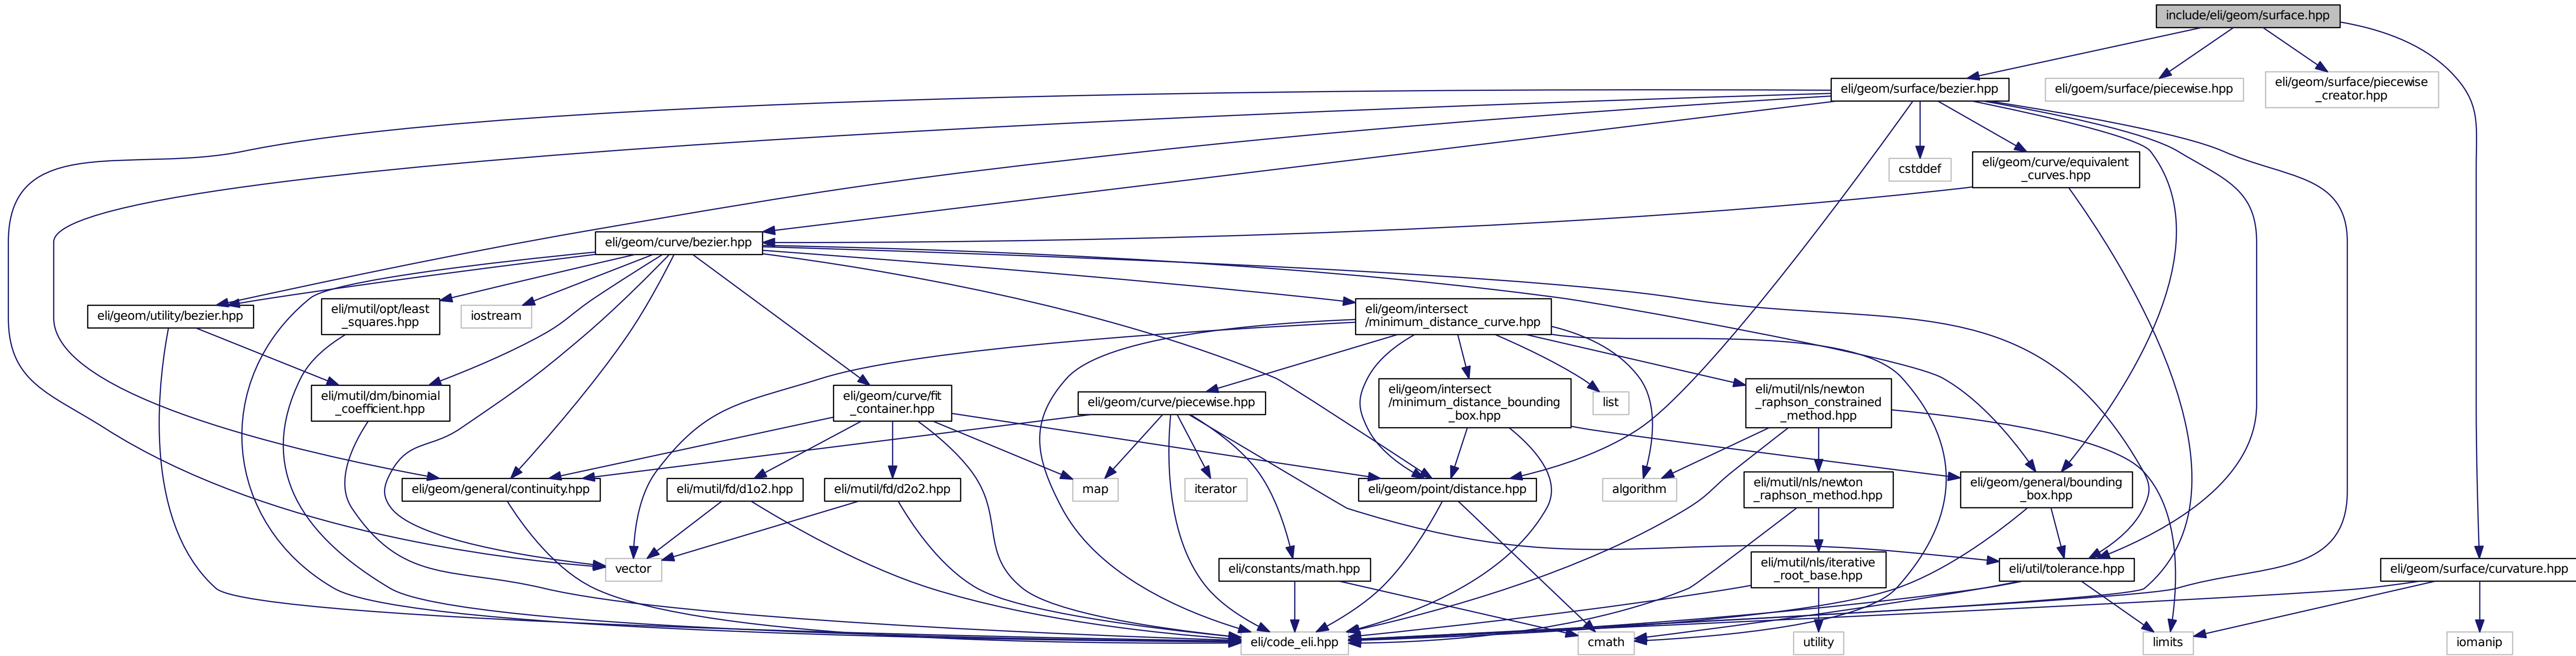 include/eli/geom/surface.hpp
eli/geom/surface/bezier.hpp
eli/goem/surface/piecewise.hpp
eli/geom/surface/piecewise
_creator.hpp
cstddef
eli/geom/curve/equivalent
_curves.hpp
eli/geom/curve/bezier.hpp
eli/geom/utility/bezier.hpp
eli/mutil/opt/least
_squares.hpp
iostream
eli/geom/intersect
/minimum_distance_curve.hpp
eli/mutil/dm/binomial
_coefficient.hpp
eli/geom/curve/fit
_container.hpp
eli/geom/curve/piecewise.hpp
eli/geom/intersect
/minimum_distance_bounding
_box.hpp
list
eli/mutil/nls/newton
_raphson_constrained
_method.hpp
eli/geom/general/continuity.hpp
eli/mutil/fd/d1o2.hpp
eli/mutil/fd/d2o2.hpp
map
iterator
eli/geom/point/distance.hpp
algorithm
eli/mutil/nls/newton
_raphson_method.hpp
eli/geom/general/bounding
_box.hpp
vector
eli/constants/math.hpp
eli/mutil/nls/iterative
_root_base.hpp
eli/util/tolerance.hpp
eli/geom/surface/curvature.hpp
eli/code_eli.hpp
cmath
utility
limits
iomanip